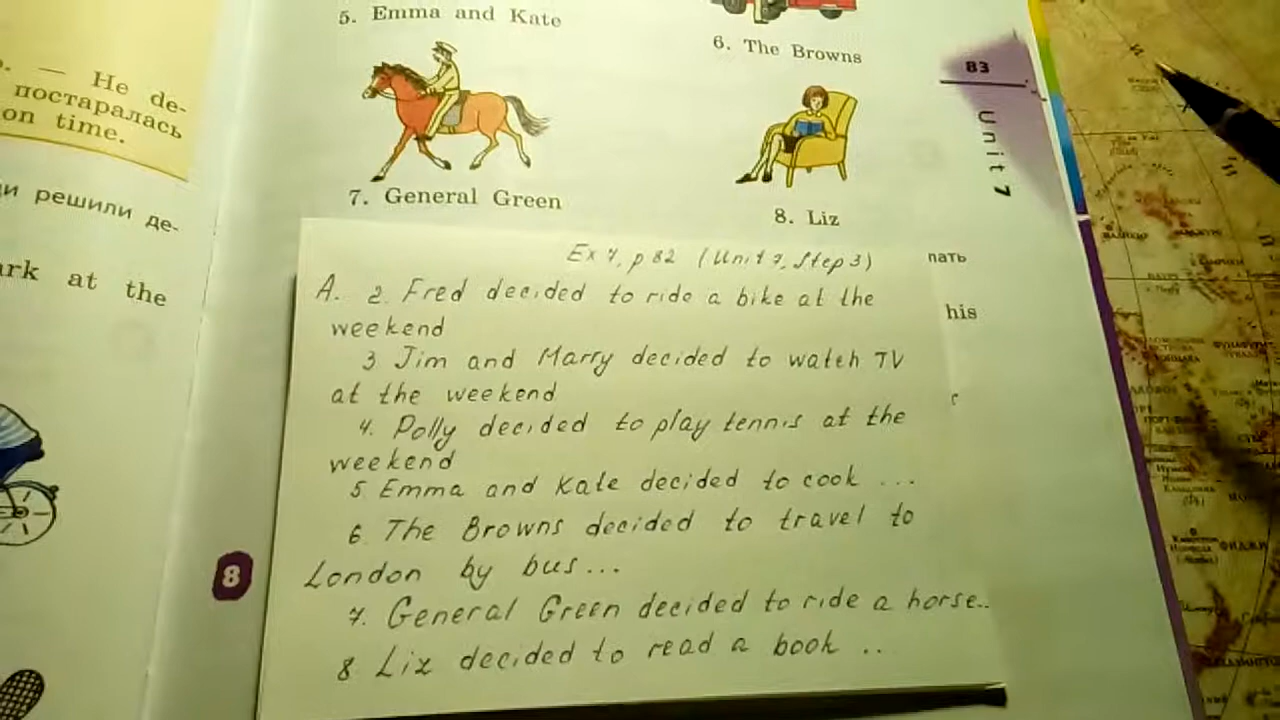 5. Emma and Kate
6. The Browns
. — Не de-
постаралась
on time.
7. General Green
8. Liz
83
Unit 7
и решили де-
ark at the
Ex 7, p 82 (Unit 7, Step 3)
пать
his
A. 2. Fred decided to ride a bike at the
weekend
3 Jim and Marry decided to watch TV
at the weekend
4. Polly decided to play tennis at the
weekend
5. Emma and Kate decided to cook ...
6. The Browns decided to travel to
London by bus...
7. General Green decided to ride a horse..
8 Liz decided to read a book ..
8
ФИДЖИ